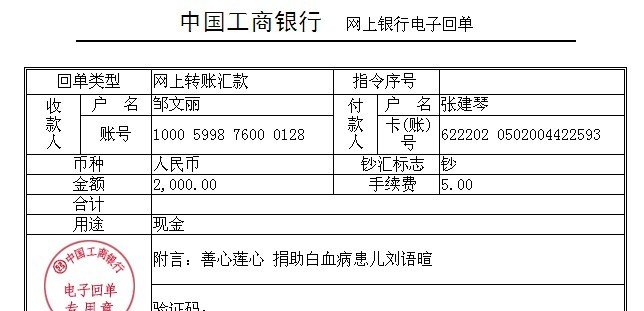 中国工商银行 网上银行电子回单
回单类型 网上转账汇款 指令序号
收款人 户 名 邹文丽 付款人 户 名 张建琴
账号 1000 5998 7600 0128 卡(账)号 622202 0502004422593
币种 人民币 钞汇标志 钞
金额 2,000.00 手续费 5.00
合计
用途 现金
附言：善心莲心 捐助白血病患儿刘语暄
验证码：
中国工商银行
电子回单
专用章